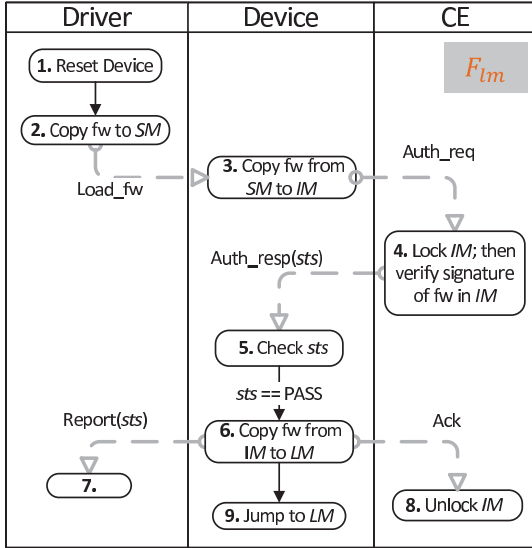 Driver
Device
CE
F_lm
1. Reset Device
2. Copy fw to SM
Load_fw
3. Copy fw from
SM to IM
Auth_req
4. Lock IM; then
verify signature
of fw in IM
Auth_resp(sts)
5. Check sts
sts == PASS
6. Copy fw from
IM to LM
Report(sts)
Ack
7.
8. Unlock IM
9. Jump to LM